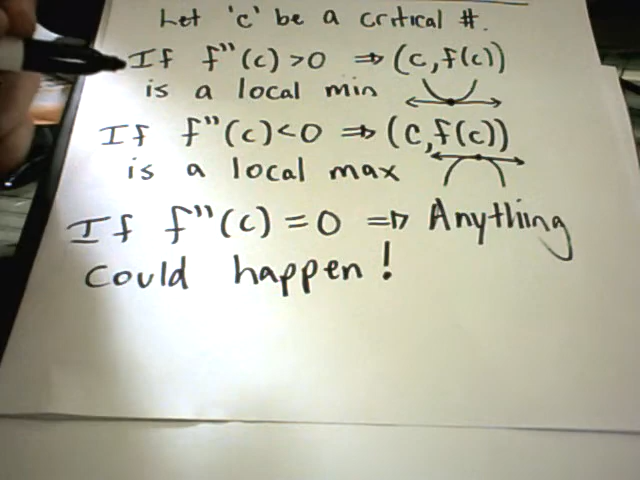 Let 'c' be a critical #.
If f''(c) >0 ⇒ (c,f(c))
is a local min
If f''(c)<0 ⇒ (c,f(c))
is a local max
If f''(c) = 0 ⇒ Anything
could happen!